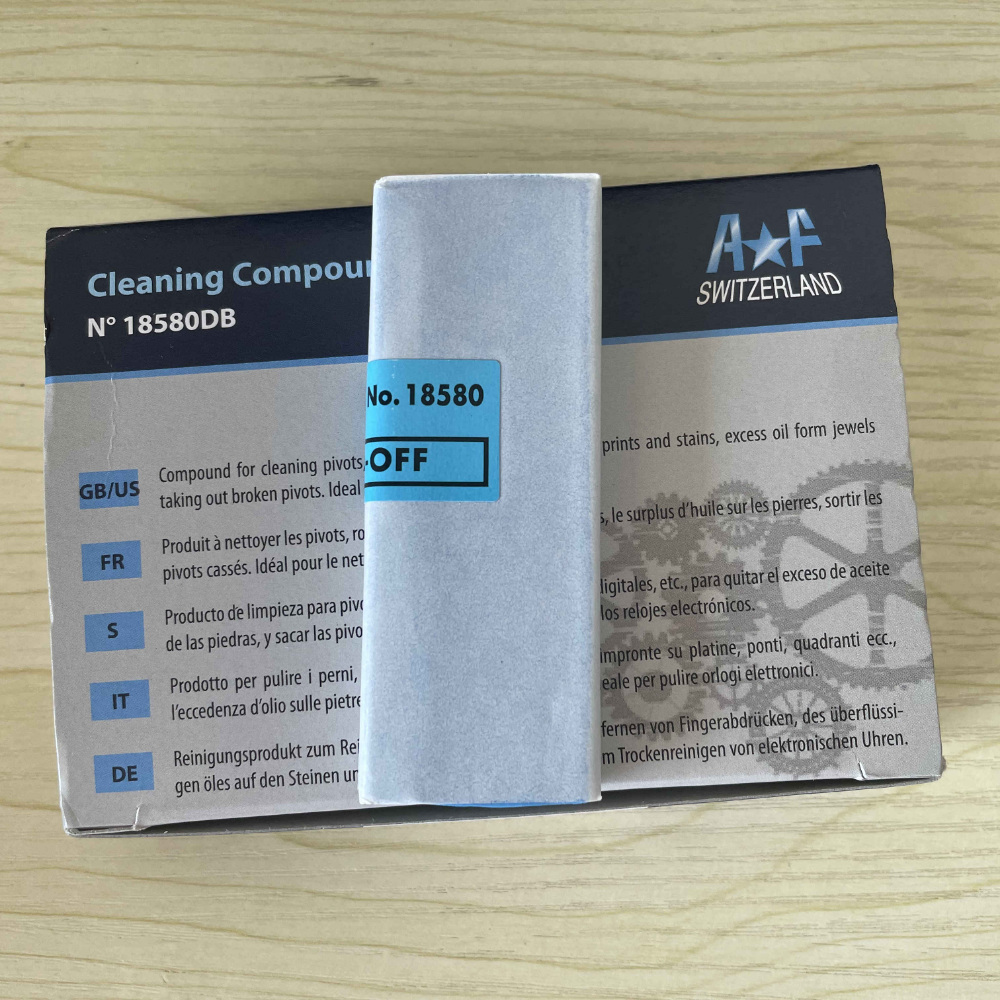 Cleaning Compou
N° 18580DB
A★F
SWITZERLAND
No. 18580
-OFF
GB/US
Compound for cleaning pivots, prints and stains, excess oil form jewels
taking out broken pivots. Ideal
FR
Produit à nettoyer les pivots, ro s, le surplus d'huile sur les pierres, sortir les
pivots cassés. Idéal pour le net
S
Producto de limpieza para pivo igitales, etc., para quitar el exceso de aceite
de las piedras, y sacar las pivo los relojes electrónicos.
IT
Prodotto per pulire i perni, impronte su platine, ponti, quadranti ecc.,
l'eccedenza d'olio sulle pietre eale per pulire orlogi elettronici.
DE
Reinigungsprodukt zum Rei fernen von Fingerabdrücken, des überflüssi-
gen öles auf den Steinen un m Trockenreinigen von elektronischen Uhren.